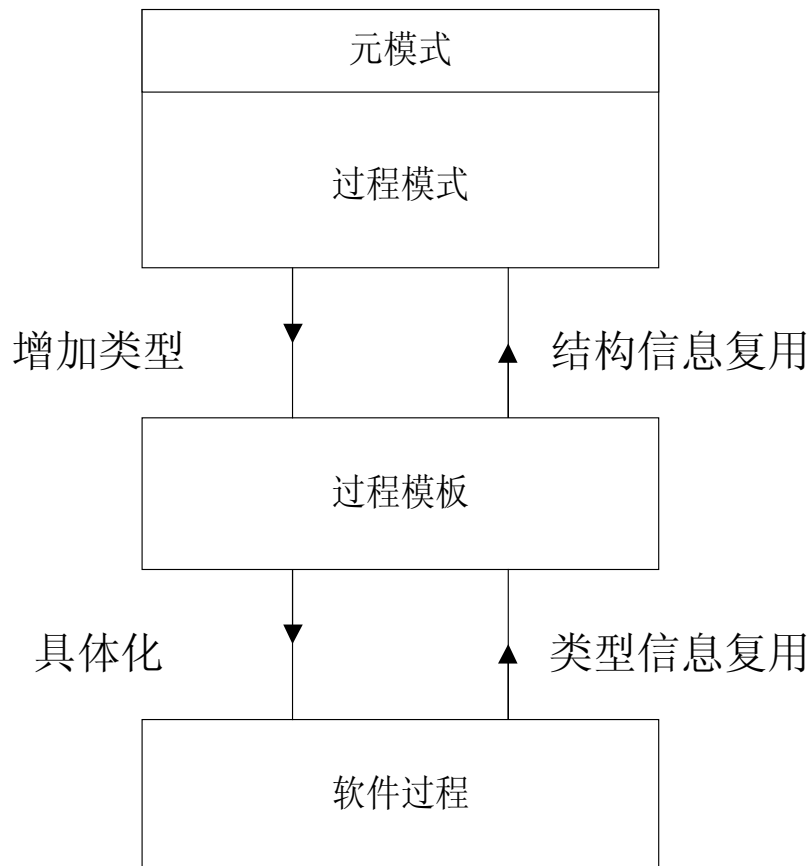 元模式
过程模式
增加类型
结构信息复用
过程模板
具体化
类型信息复用
软件过程